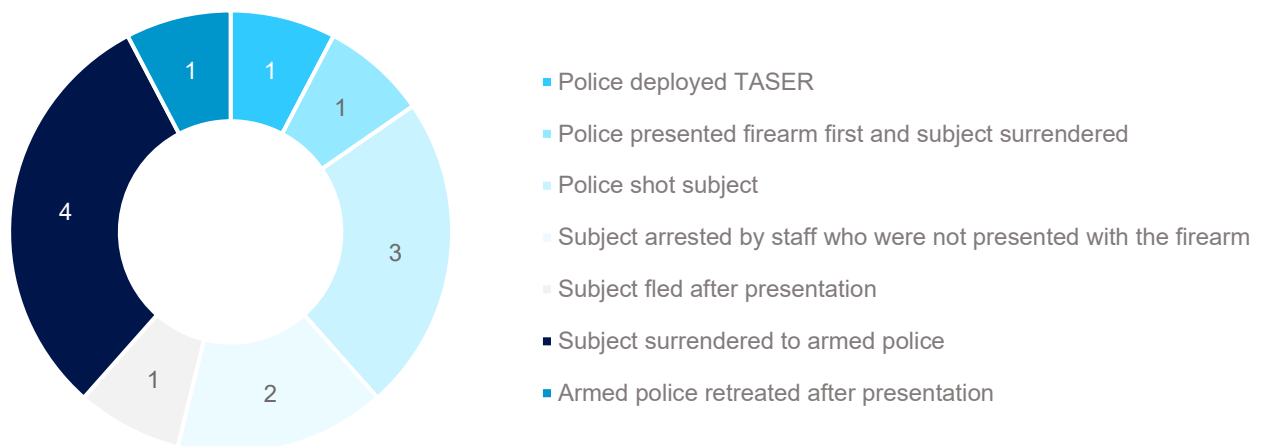 1
1
1
4
3
1
2
Police deployed TASER
Police presented firearm first and subject surrendered
Police shot subject
Subject arrested by staff who were not presented with the firearm
Subject fled after presentation
Subject surrendered to armed police
Armed police retreated after presentation